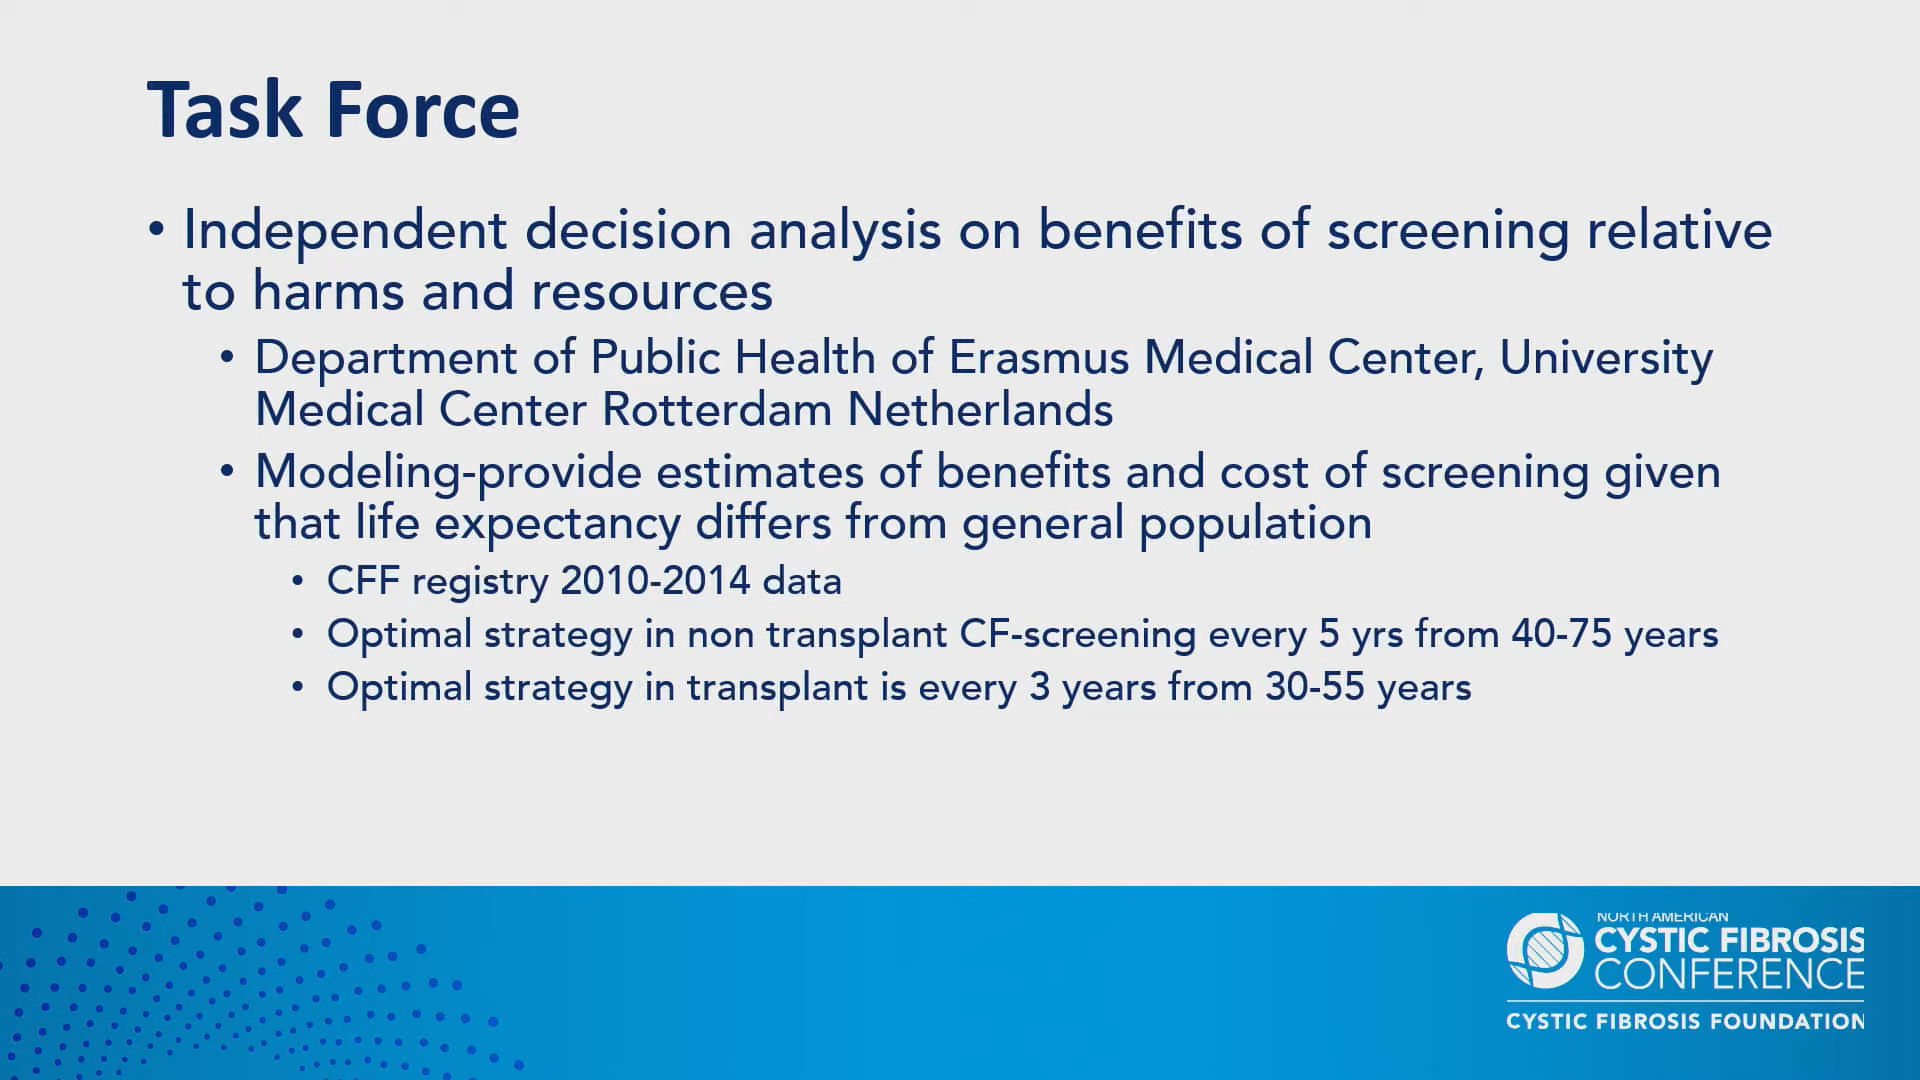 Task Force
• Independent decision analysis on benefits of screening relative
to harms and resources
• Department of Public Health of Erasmus Medical Center, University
Medical Center Rotterdam Netherlands
• Modeling-provide estimates of benefits and cost of screening given
that life expectancy differs from general population
• CFF registry 2010-2014 data
• Optimal strategy in non transplant CF-screening every 5 yrs from 40-75 years
• Optimal strategy in transplant is every 3 years from 30-55 years
NORTH AMERICAN
CYSTIC FIBROSIS
CONFERENCE
CYSTIC FIBROSIS FOUNDATION